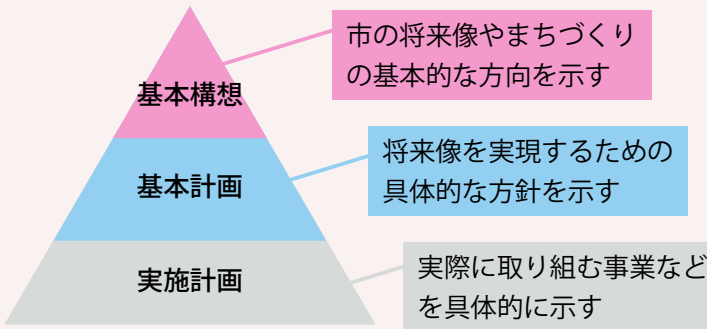 基本構想
市の将来像やまちづくり
の基本的な方向を示す
基本計画
将来像を実現するための
具体的な方針を示す
実施計画
実際に取り組む事業など
を具体的に示す